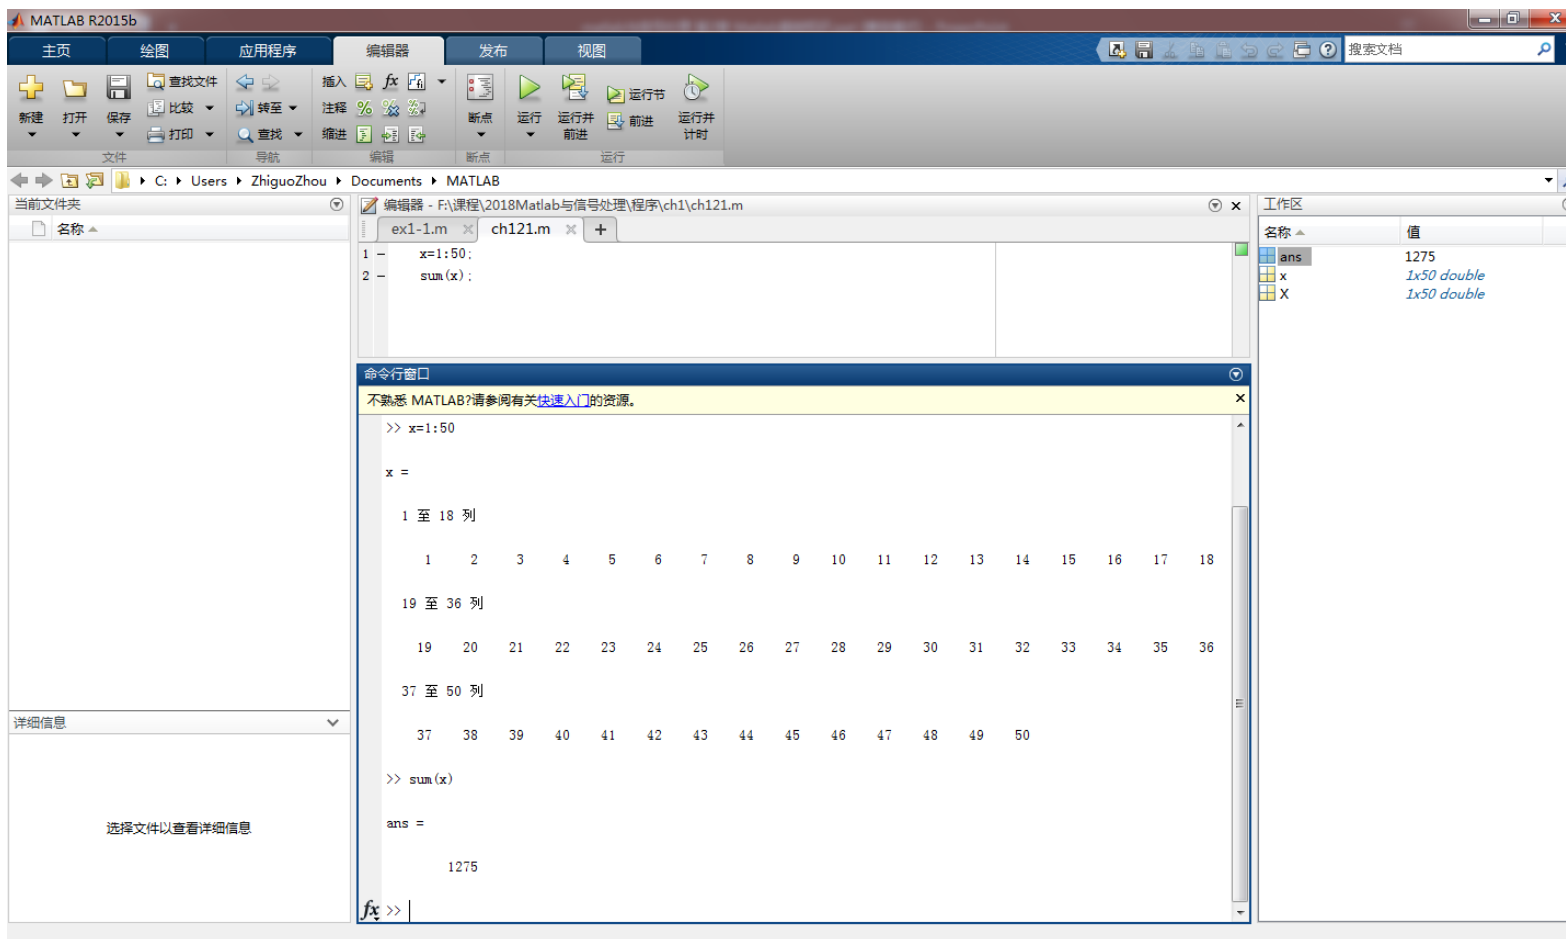 MATLAB R2015b
主页 绘图 应用程序 编辑器 发布 视图 搜索文档
新建 打开 保存 查找文件 比较 打印 转至 查找 插入 fx 注释 缩进 断点 运行 运行并前进 运行节 前进 运行并计时
文件 导航 编辑 断点 运行
C: Users ZhiguoZhou Documents MATLAB
当前文件夹
名称
详细信息
选择文件以查看详细信息
编辑器 - F:\课程\2018Matlab与信号处理\程序\ch1\ch121.m
ex1-1.m ch121.m +
1 — x=1:50;
2 — sum(x);
命令行窗口
不熟悉 MATLAB?请参阅有关快速入门的资源。
>> x=1:50
x =
1 至 18 列
1 2 3 4 5 6 7 8 9 10 11 12 13 14 15 16 17 18
19 至 36 列
19 20 21 22 23 24 25 26 27 28 29 30 31 32 33 34 35 36
37 至 50 列
37 38 39 40 41 42 43 44 45 46 47 48 49 50
>> sum(x)
ans =
1275
fx >>
工作区
名称 值
ans 1275
x 1x50 double
X 1x50 double